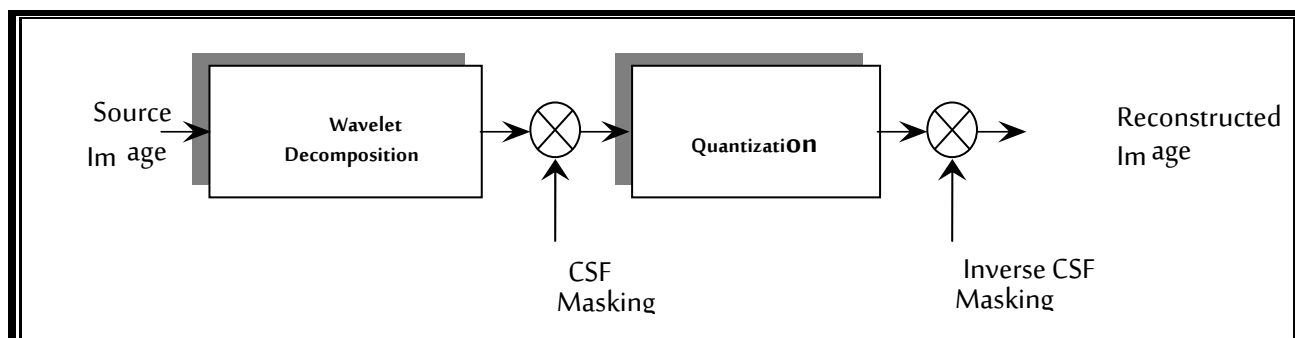 Source
Im age
Wavelet
Decomposition
CSF
Masking
Quantization
Inverse CSF
Masking
Reconstructed
Im age